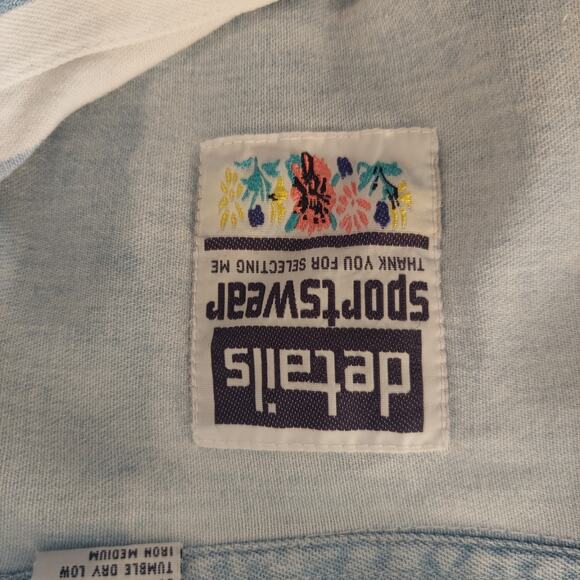 details
sportswear
THANK YOU FOR SELECTING ME
TUMBLE DRY LOW
IRON MEDIUM